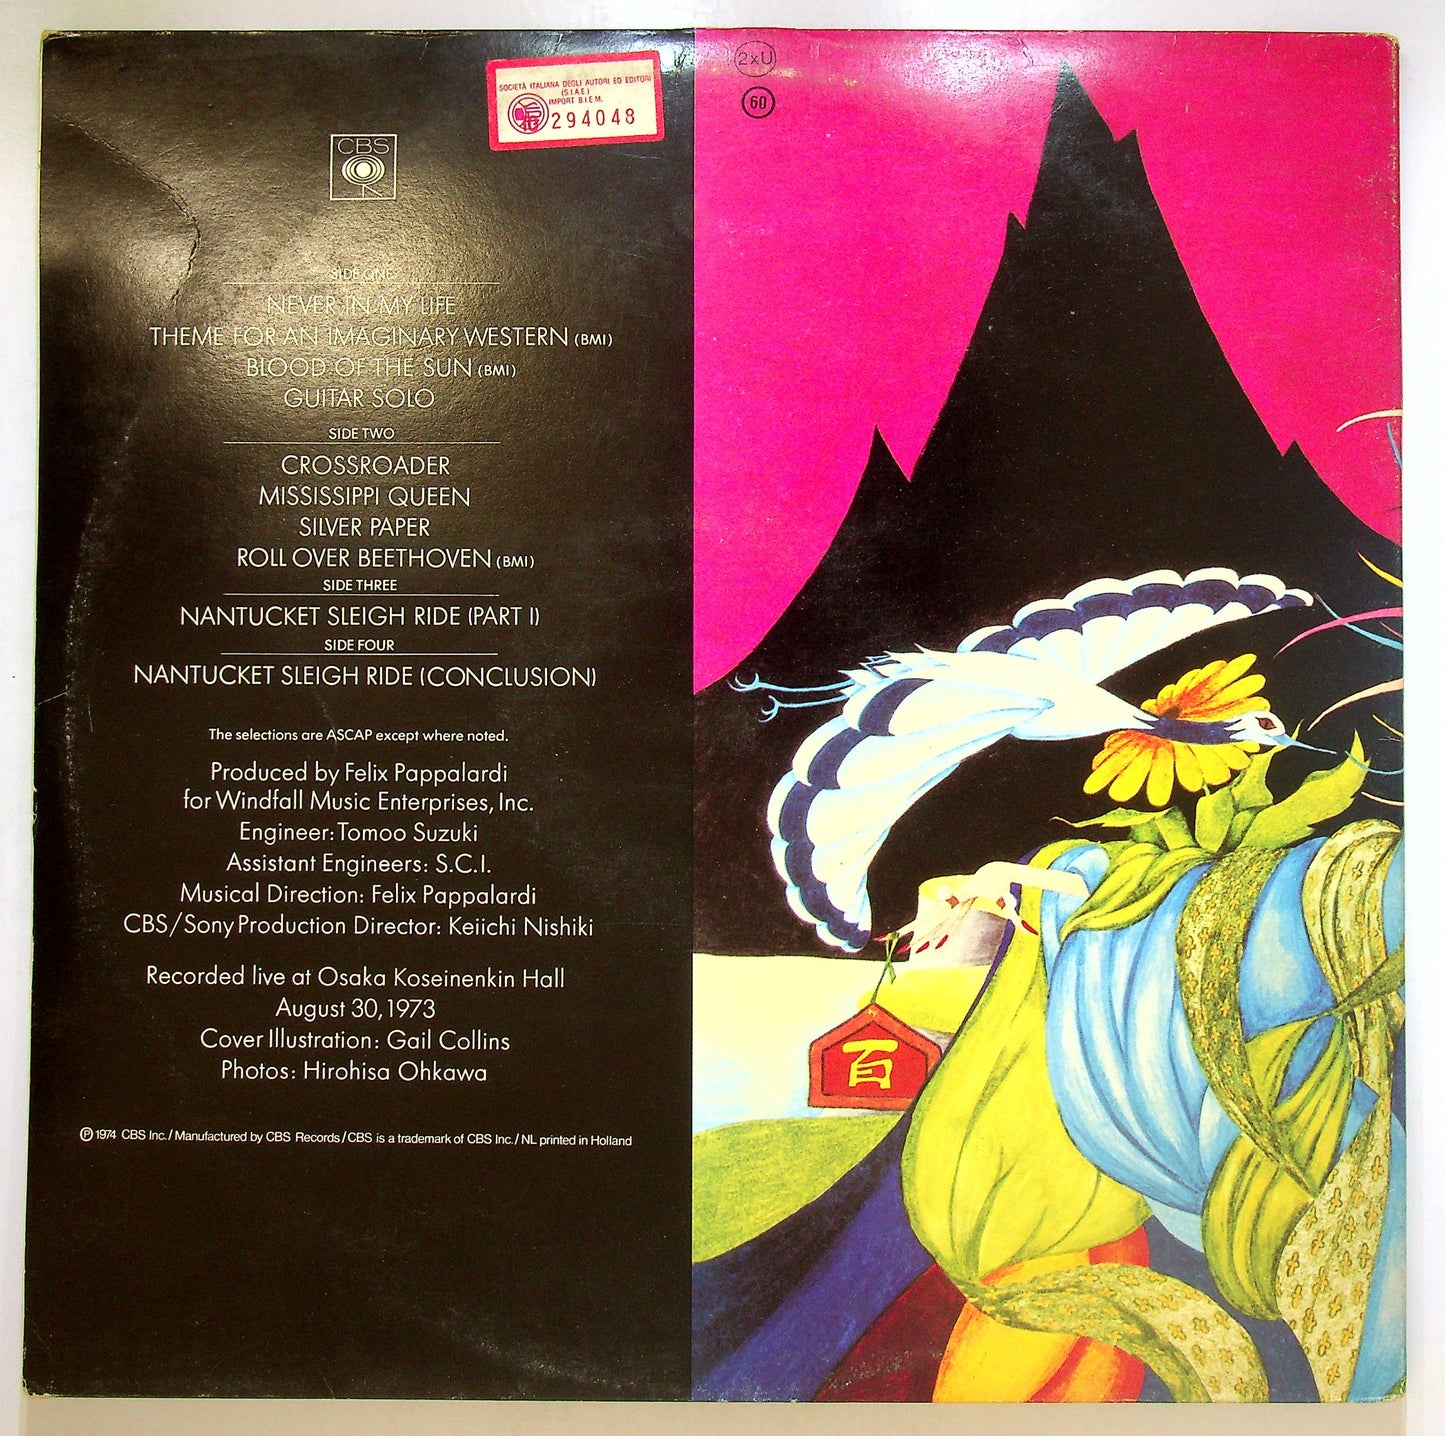 SOCIETÀ ITALIANA DEGLI AUTORI ED EDITORI
(S.I.A.E.)
IMPORT B.I.E.M.
294048
2xU
60
CBS
SIDE ONE
NEVER IN MY LIFE
THEME FOR AN IMAGINARY WESTERN (BMI)
BLOOD OF THE SUN (BMI)
GUITAR SOLO
SIDE TWO
CROSSROADER
MISSISSIPPI QUEEN
SILVER PAPER
ROLL OVER BEETHOVEN (BMI)
SIDE THREE
NANTUCKET SLEIGH RIDE (PART I)
SIDE FOUR
NANTUCKET SLEIGH RIDE (CONCLUSION)
The selections are ASCAP except where noted.
Produced by Felix Pappalardi
for Windfall Music Enterprises, Inc.
Engineer: Tomoo Suzuki
Assistant Engineers: S.C.I.
Musical Direction: Felix Pappalardi
CBS/Sony Production Director: Keiichi Nishiki
Recorded live at Osaka Koseinenkin Hall
August 30, 1973
Cover Illustration: Gail Collins
Photos: Hirohisa Ohkawa
℗ 1974 CBS Inc./Manufactured by CBS Records/CBS is a trademark of CBS Inc./NL printed in Holland
百